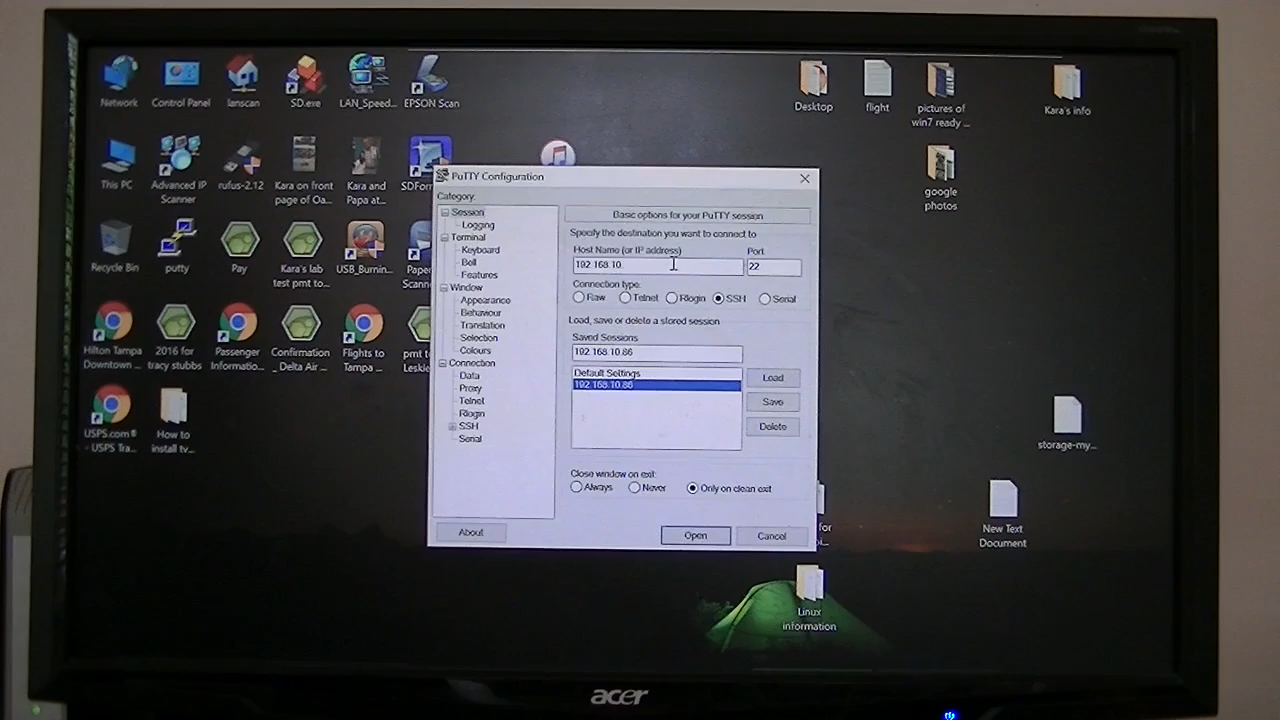 Network
Control Panel
lanscan
SD.exe
LAN_Speed...
EPSON Scan
Desktop
flight
pictures of
win7 ready ...
Kara's info
This PC
Advanced IP
Scanner
rufus-2.12
Kara on front
page of Oa...
Kara and
Papa at...
SDForm
google
photos
Recycle Bin
putty
Pay
Kara's lab
test pmt to...
USB_Burnin...
Paper
Scann
Hilton Tampa
Downtown ...
2016 for
tracy stubbs
Passenger
Informatio...
Confirmation
_ Delta Air ...
Flights to
Tampa ...
pmt to
Leskie
USPS.com®
- USPS Tra...
How to
install tv...
PuTTY Configuration
Category:
Session
Logging
Terminal
Keyboard
Bell
Features
Window
Appearance
Behaviour
Translation
Selection
Colours
Connection
Data
Proxy
Telnet
Rlogin
SSH
Serial
Basic options for your PuTTY session
Specify the destination you want to connect to
Host Name (or IP address)
Port
192.168.10.
22
Connection type:
Raw
Telnet
Rlogin
SSH
Serial
Load, save or delete a stored session
Saved Sessions
192.168.10.86
Default Settings
192.168.10.86
Load
Save
Delete
Close window on exit:
Always
Never
Only on clean exit
About
Open
Cancel
storage-my...
for
New Text
Document
Linux
information
acer